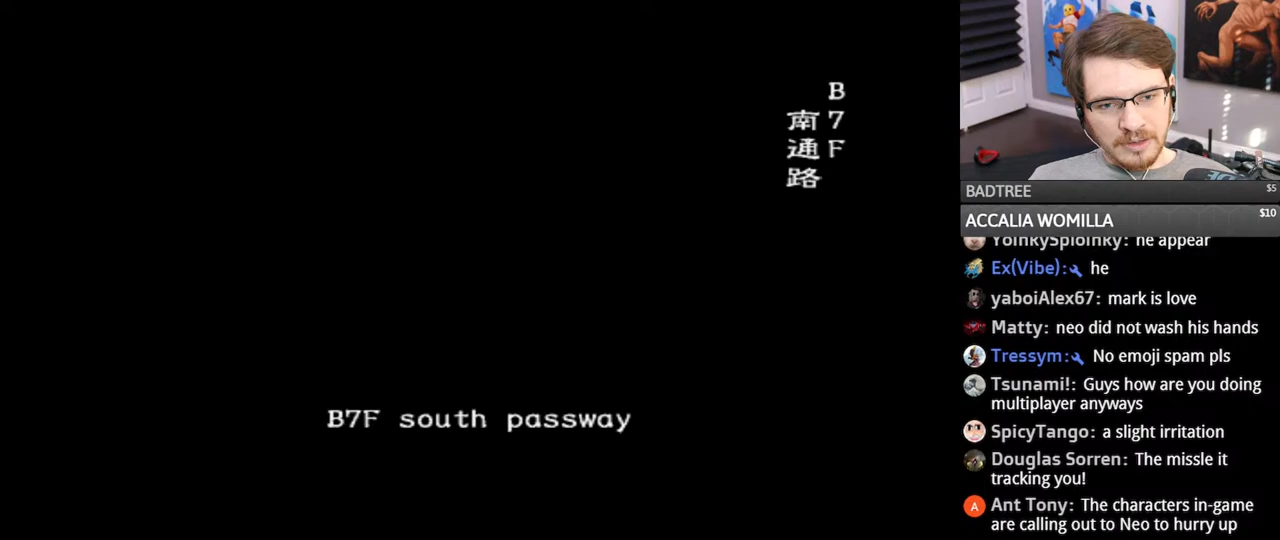 B7F
南通路
B7F south passway
BADTREE $5
ACCALIA WOMILLA $10
YoinkySploinky: he appear
Ex(Vibe): he
yaboiAlex67: mark is love
Matty: neo did not wash his hands
Tressym: No emoji spam pls
Tsunami!: Guys how are you doing
multiplayer anyways
SpicyTango: a slight irritation
Douglas Sorren: The missle it
tracking you!
A Ant Tony: The characters in-game
are calling out to Neo to hurry up